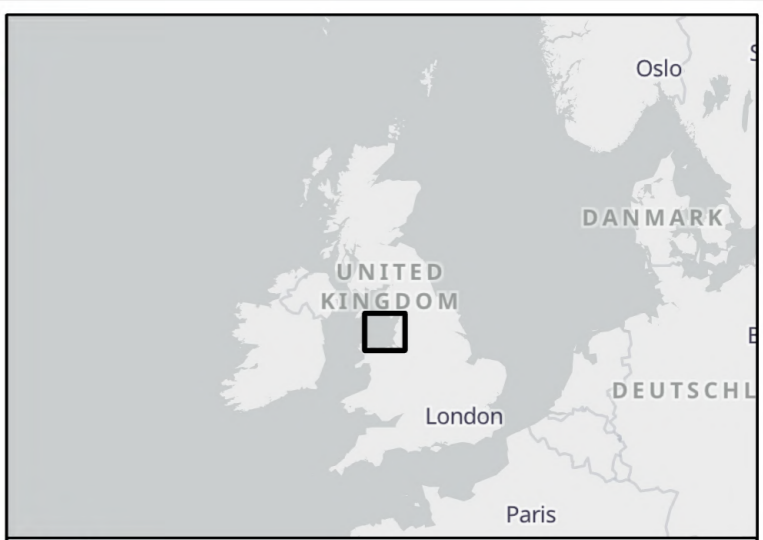 Oslo
S
DANMARK
UNITED
KINGDOM
E
DEUTSCHL
London
Paris